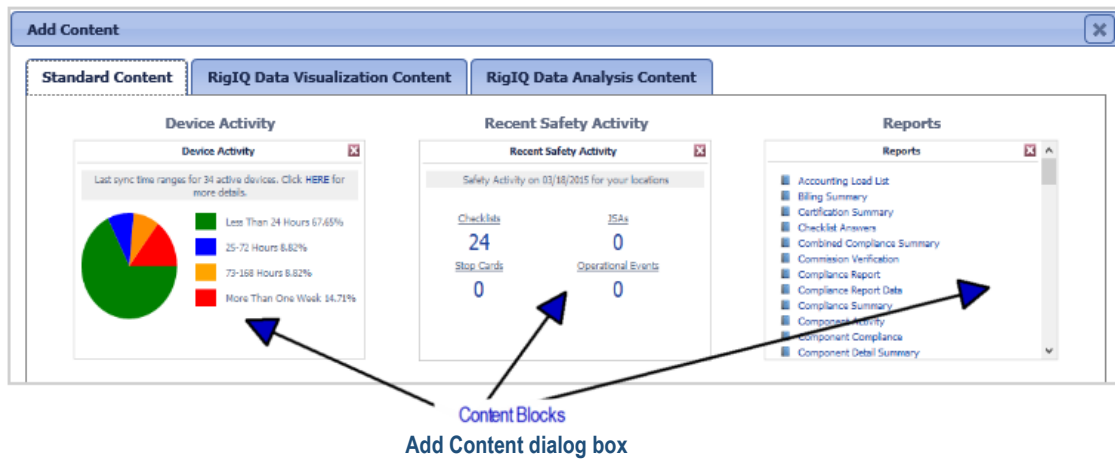 Add Content
Standard Content
RigIQ Data Visualization Content
RigIQ Data Analysis Content
Device Activity
Device Activity
Last sync time ranges for 34 active devices. Click HERE for
more details.
Less Than 24 Hours 67.65%
25-72 Hours 8.82%
73-168 Hours 8.82%
More Than One Week 14.71%
Recent Safety Activity
Recent Safety Activity
Safety Activity on 03/18/2015 for your locations
Checklists
JSAs
24
0
Stop Cards
Operational Events
0
0
Reports
Reports
Accounting Load List
Billing Summary
Certification Summary
Checklist Answers
Combined Compliance Summary
Commission Verification
Compliance Report
Compliance Report Data
Compliance Summary
Component Activity
Component Compliance
Component Detail Summary
Content Blocks
Add Content dialog box